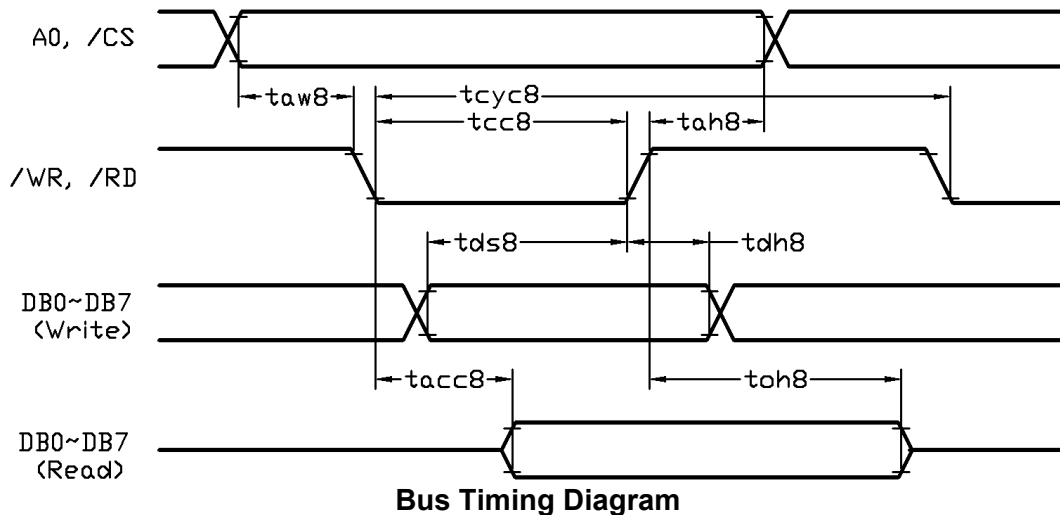 A0, /CS
taw8
tcyc8
tcc8
tah8
/WR, /RD
tds8
tdh8
DB0~DB7
(Write)
tacc8
toh8
DB0~DB7
(Read)
Bus Timing Diagram